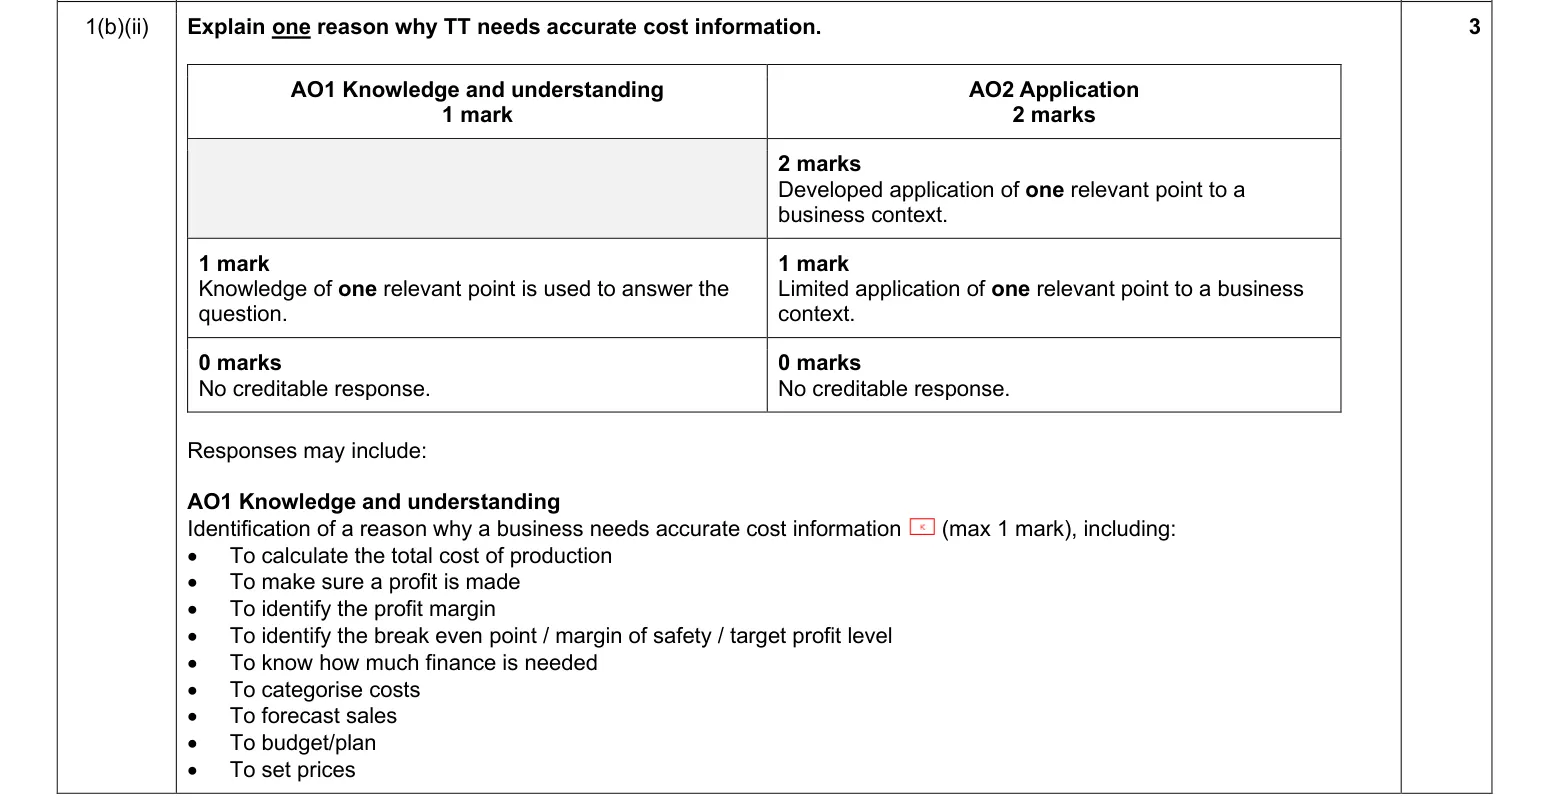 1(b)(ii) Explain one reason why TT needs accurate cost information. 3
AO1 Knowledge and understanding
1 mark
AO2 Application
2 marks
2 marks
Developed application of one relevant point to a
business context.
1 mark
Knowledge of one relevant point is used to answer the
question.
1 mark
Limited application of one relevant point to a business
context.
0 marks
No creditable response.
0 marks
No creditable response.
Responses may include:
AO1 Knowledge and understanding
Identification of a reason why a business needs accurate cost information K (max 1 mark), including:
• To calculate the total cost of production
• To make sure a profit is made
• To identify the profit margin
• To identify the break even point / margin of safety / target profit level
• To know how much finance is needed
• To categorise costs
• To forecast sales
• To budget/plan
• To set prices